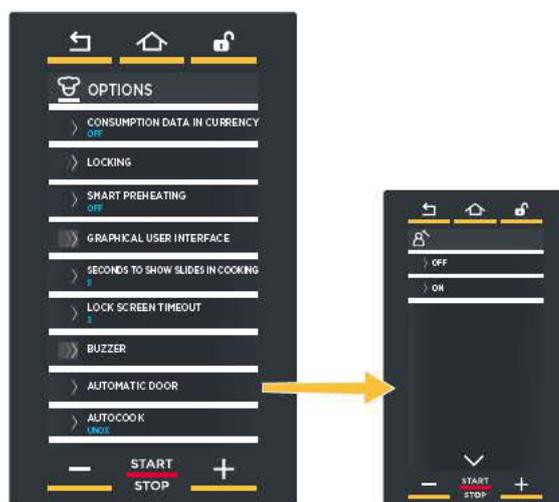 OPTIONS
CONSUMPTION DATA IN CURRENCY
OFF
LOCKING
SMART PREHEATING
OFF
GRAPHICAL USER INTERFACE
SECONDS TO SHOW SLIDES IN COOKING
5
LOCK SCREEN TIMEOUT
3
BUZZER
AUTOMATIC DOOR
AUTOCOOK
UNOX
START
STOP
OFF
ON
START
STOP